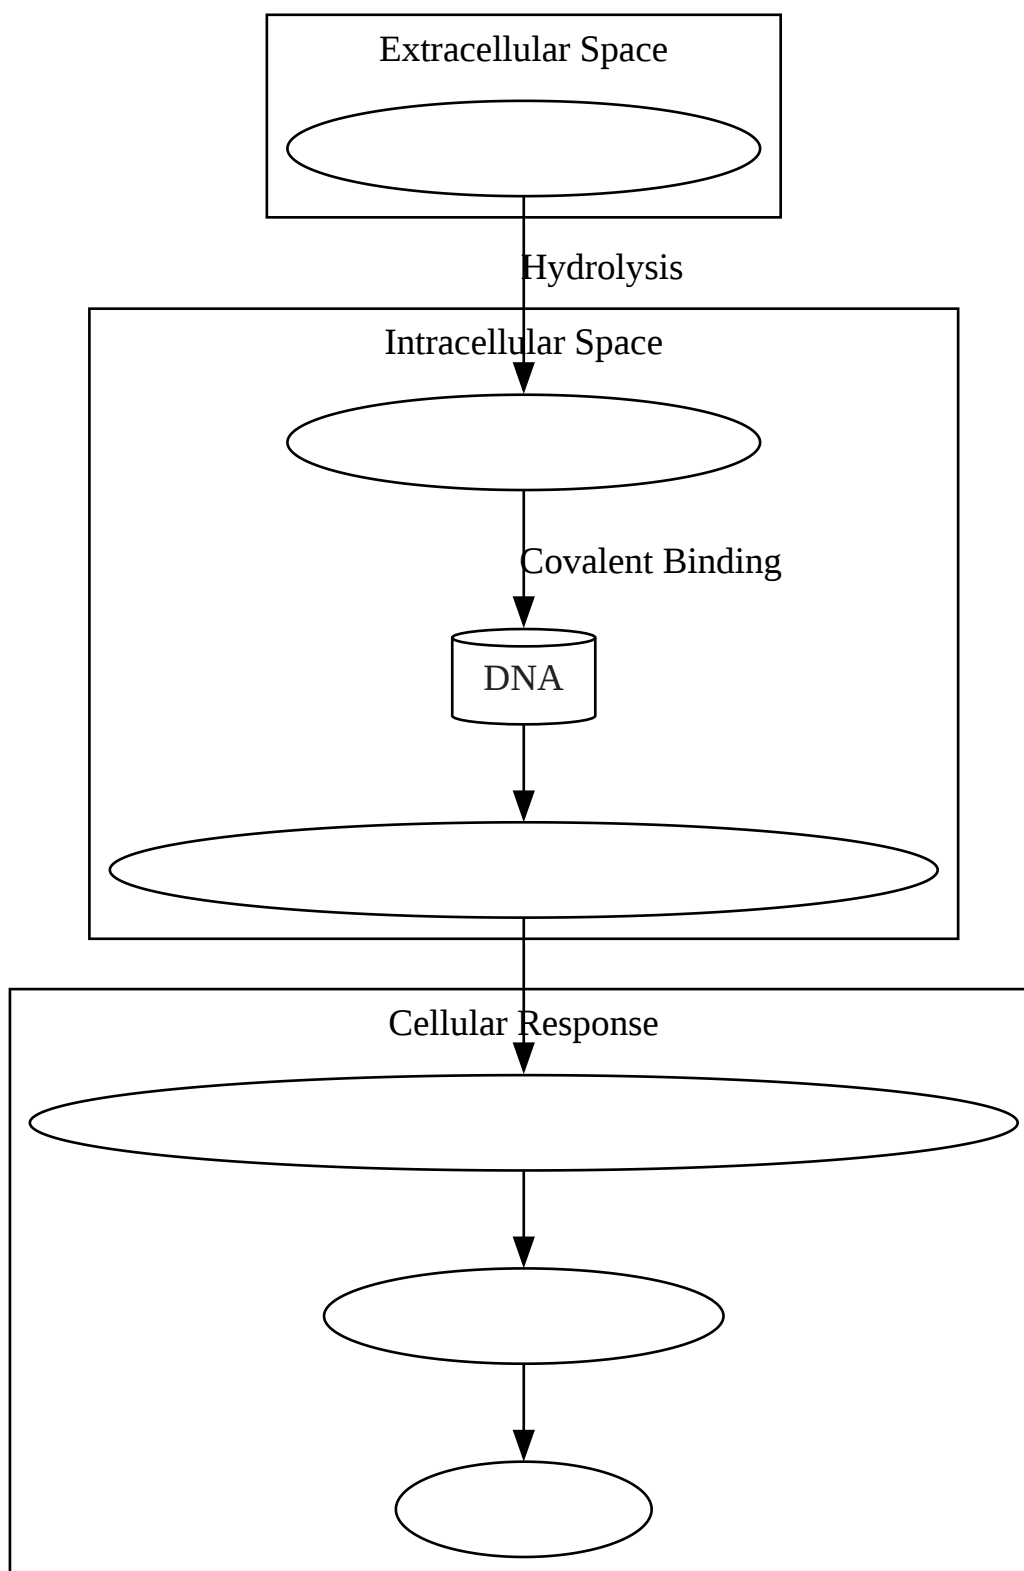 Extracellular Space
Hydrolysis
Intracellular Space
Covalent Binding
DNA
Cellular Response